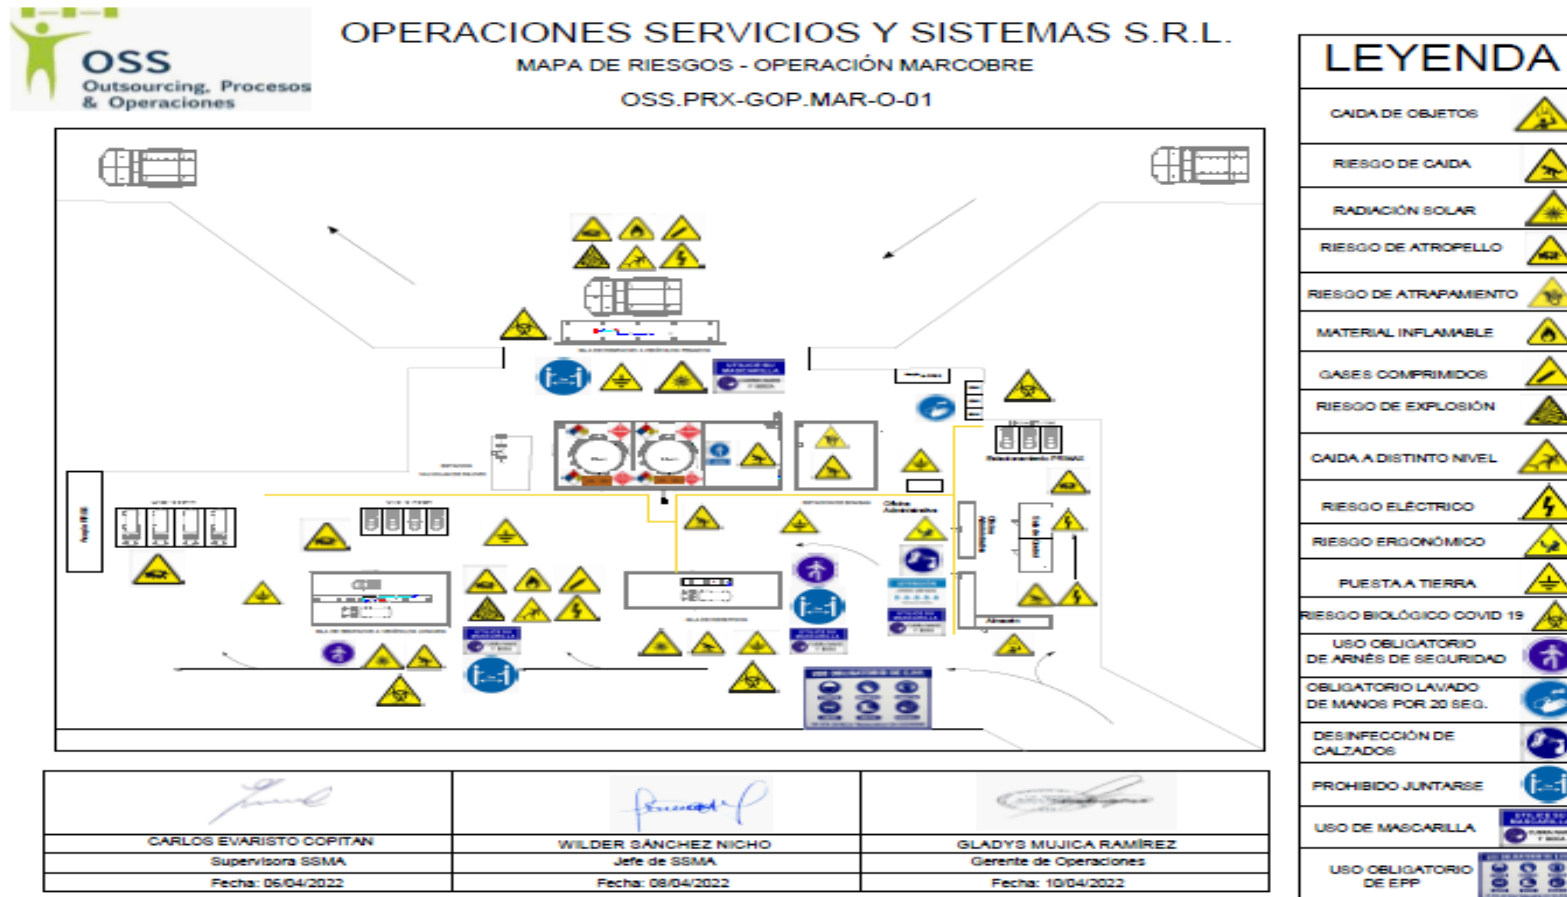 OSS
Outsourcing, Procesos
& Operaciones
OPERACIONES SERVICIOS Y SISTEMAS S.R.L.
MAPA DE RIESGOS - OPERACIÓN MARCOBRE
OSS.PRX-GOP.MAR-O-01
Oficina
Administrativa
Estacionamiento PRIMAX
Almacén
LEYENDA
CAIDA DE OBJETOS
RIESGO DE CAIDA
RADIACIÓN SOLAR
RIESGO DE ATROPELLO
RIESGO DE ATRAPAMIENTO
MATERIAL INFLAMABLE
GASES COMPRIMIDOS
RIESGO DE EXPLOSIÓN
CAIDA A DISTINTO NIVEL
RIESGO ELÉCTRICO
RIESGO ERGONÓMICO
PUESTA A TIERRA
RIESGO BIOLÓGICO COVID 19
USO OBLIGATORIO
DE ARNÉS DE SEGURIDAD
OBLIGATORIO LAVADO
DE MANOS POR 20 SEG.
DESINFECCIÓN DE
CALZADOS
PROHIBIDO JUNTARSE
USO DE MASCARILLA
USO OBLIGATORIO
DE EPP
CARLOS EVARISTO COPITAN
Supervisora SSMA
Fecha: 06/04/2022
WILDER SÁNCHEZ NICHO
Jefe de SSMA
Fecha: 08/04/2022
GLADYS MUJICA RAMÍREZ
Gerente de Operaciones
Fecha: 10/04/2022